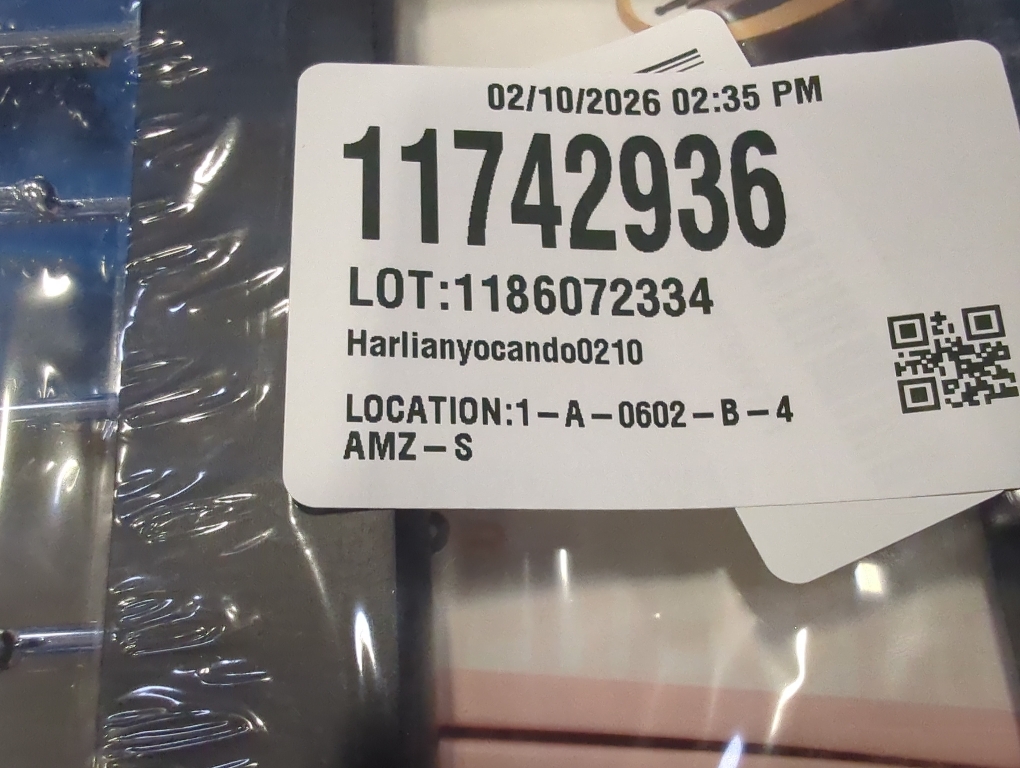 02/10/2026 02:35 PM
11742936
LOT:1186072334
Harlianyocando0210
LOCATION:1-A-0602-B-4
AMZ-S